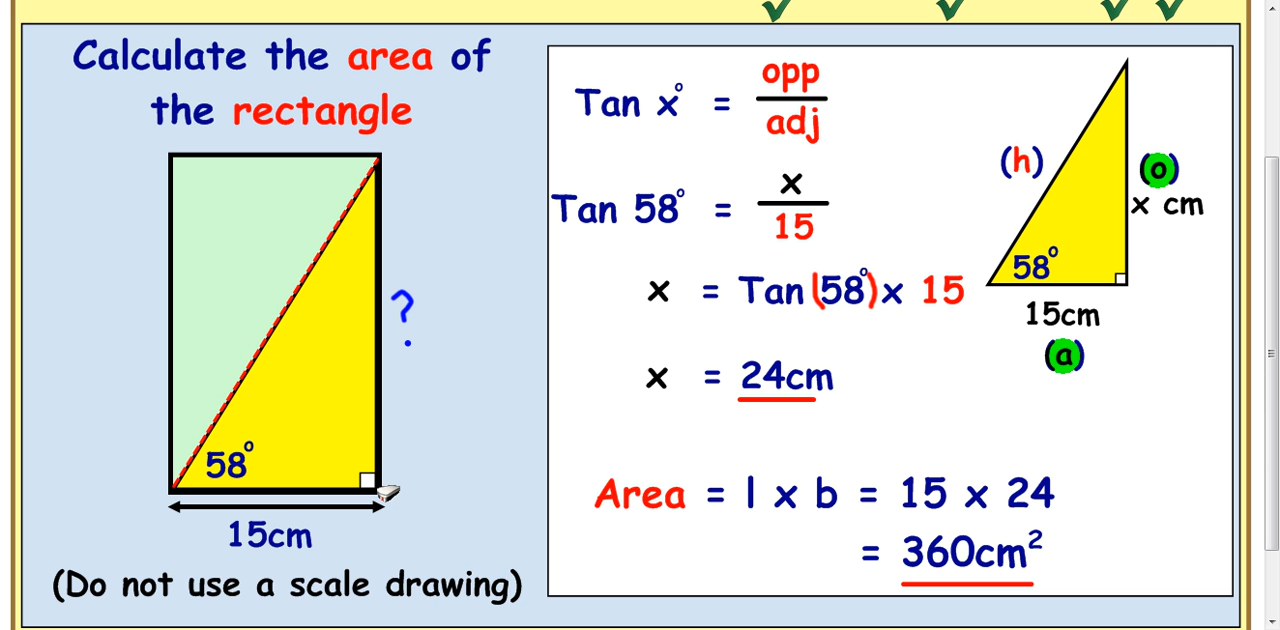 Calculate the area of
the rectangle
?
58°
15cm
(Do not use a scale drawing)
Tan x° = opp/adj
Tan 58° = x/15
x = Tan(58°)x 15
x = 24cm
Area = l x b = 15 x 24
= 360cm²
(h)
(o)
x cm
58°
15cm
(a)